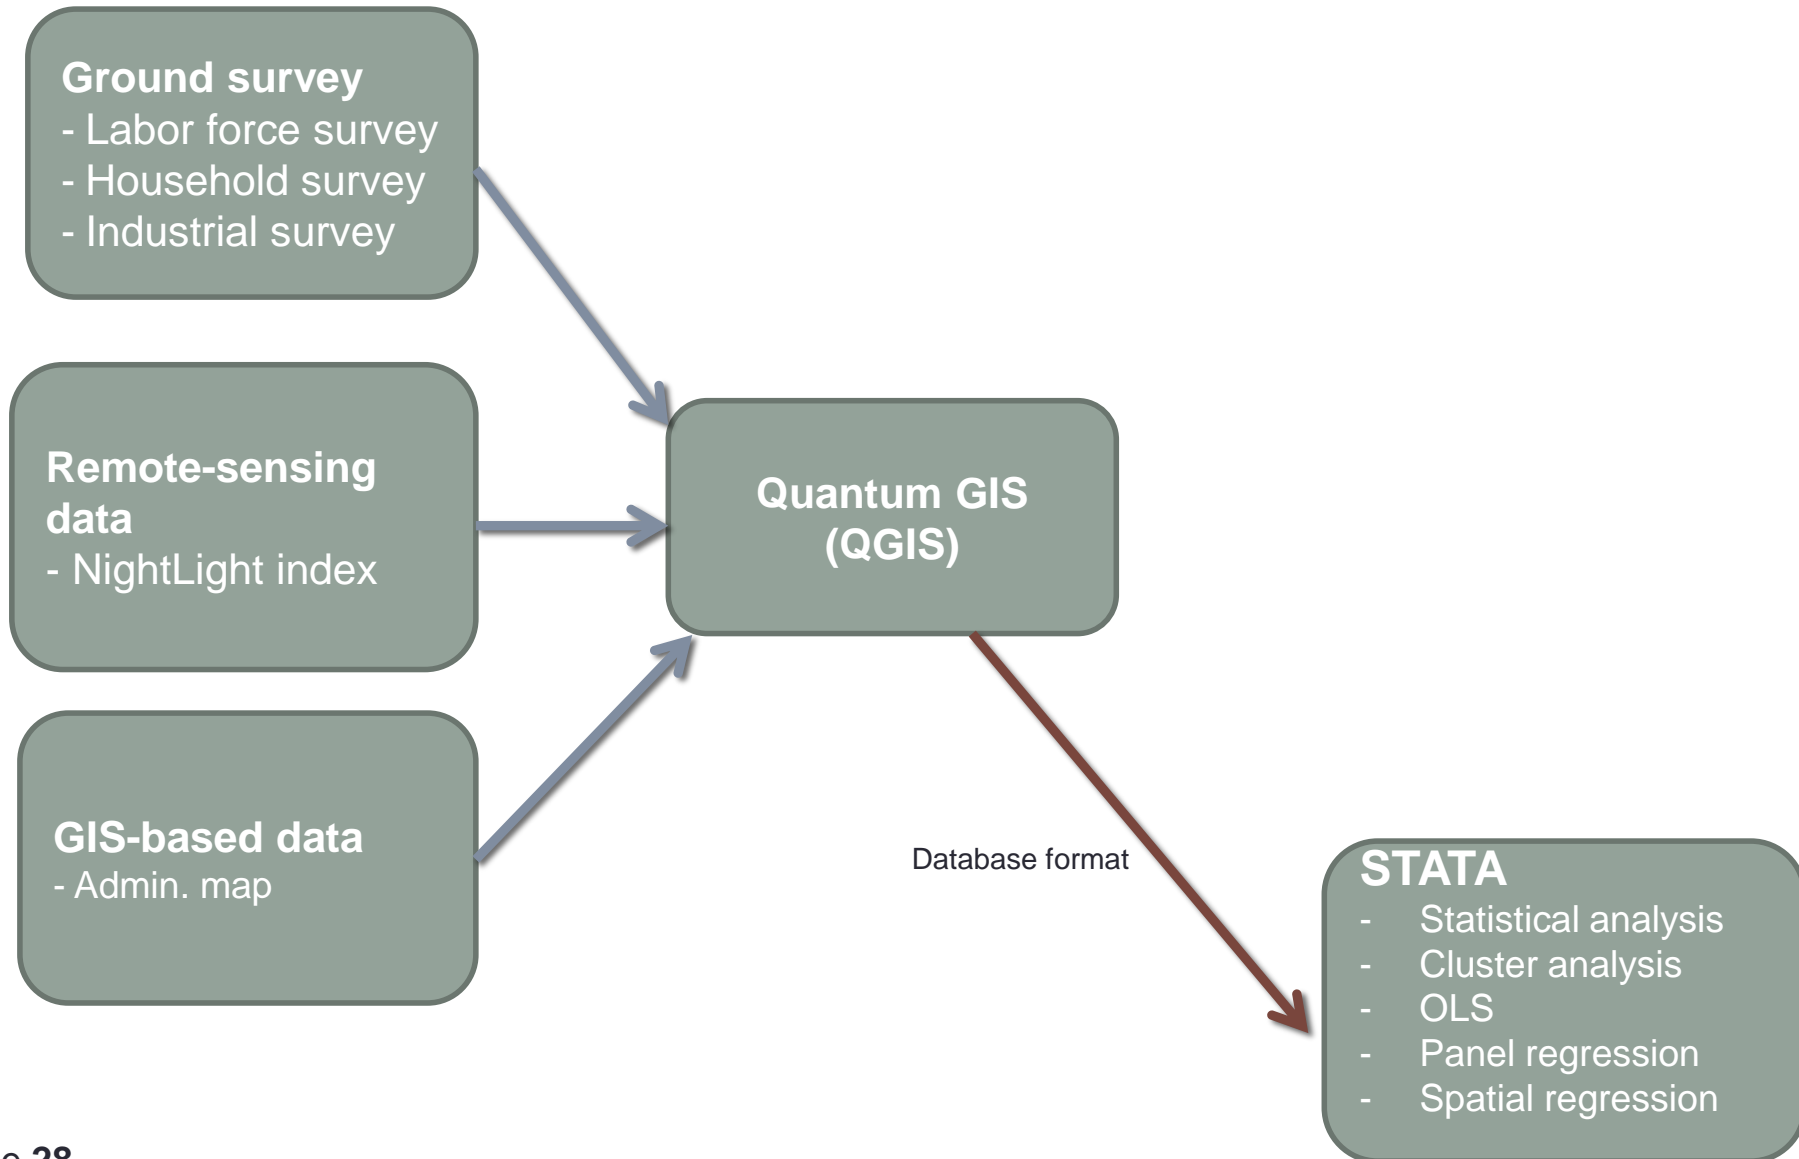 Ground survey
- Labor force survey
- Household survey
- Industrial survey
Remote-sensing
data
- NightLight index
GIS-based data
- Admin. map
Quantum GIS
(QGIS)
Database format
STATA
- Statistical analysis
- Cluster analysis
- OLS
- Panel regression
- Spatial regression
28